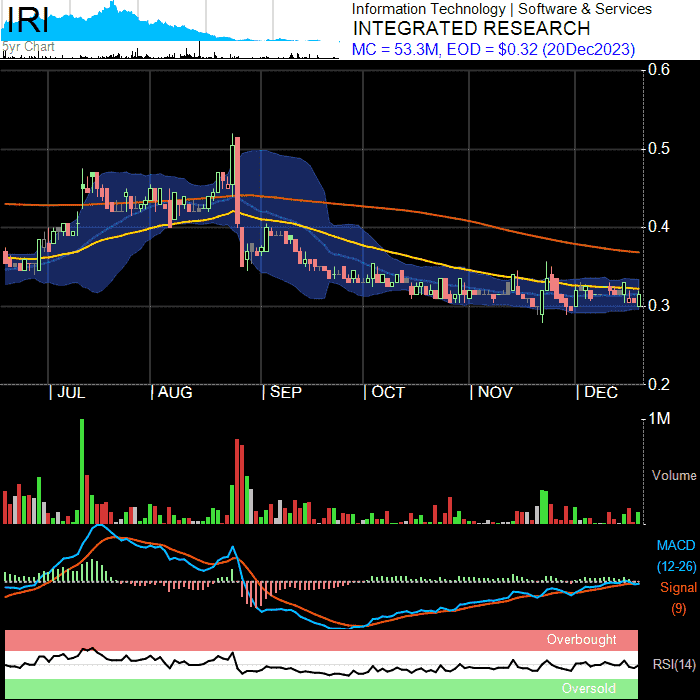 IRI
5yr Chart
Information Technology | Software & Services
INTEGRATED RESEARCH
MC = 53.3M, EOD = $0.32 (20Dec2023)
0.6
0.5
0.4
0.3
0.2
| JUL | AUG | SEP | OCT | NOV | DEC
1M
Volume
MACD
(12-26)
Signal
(9)
Overbought
RSI(14)
Oversold